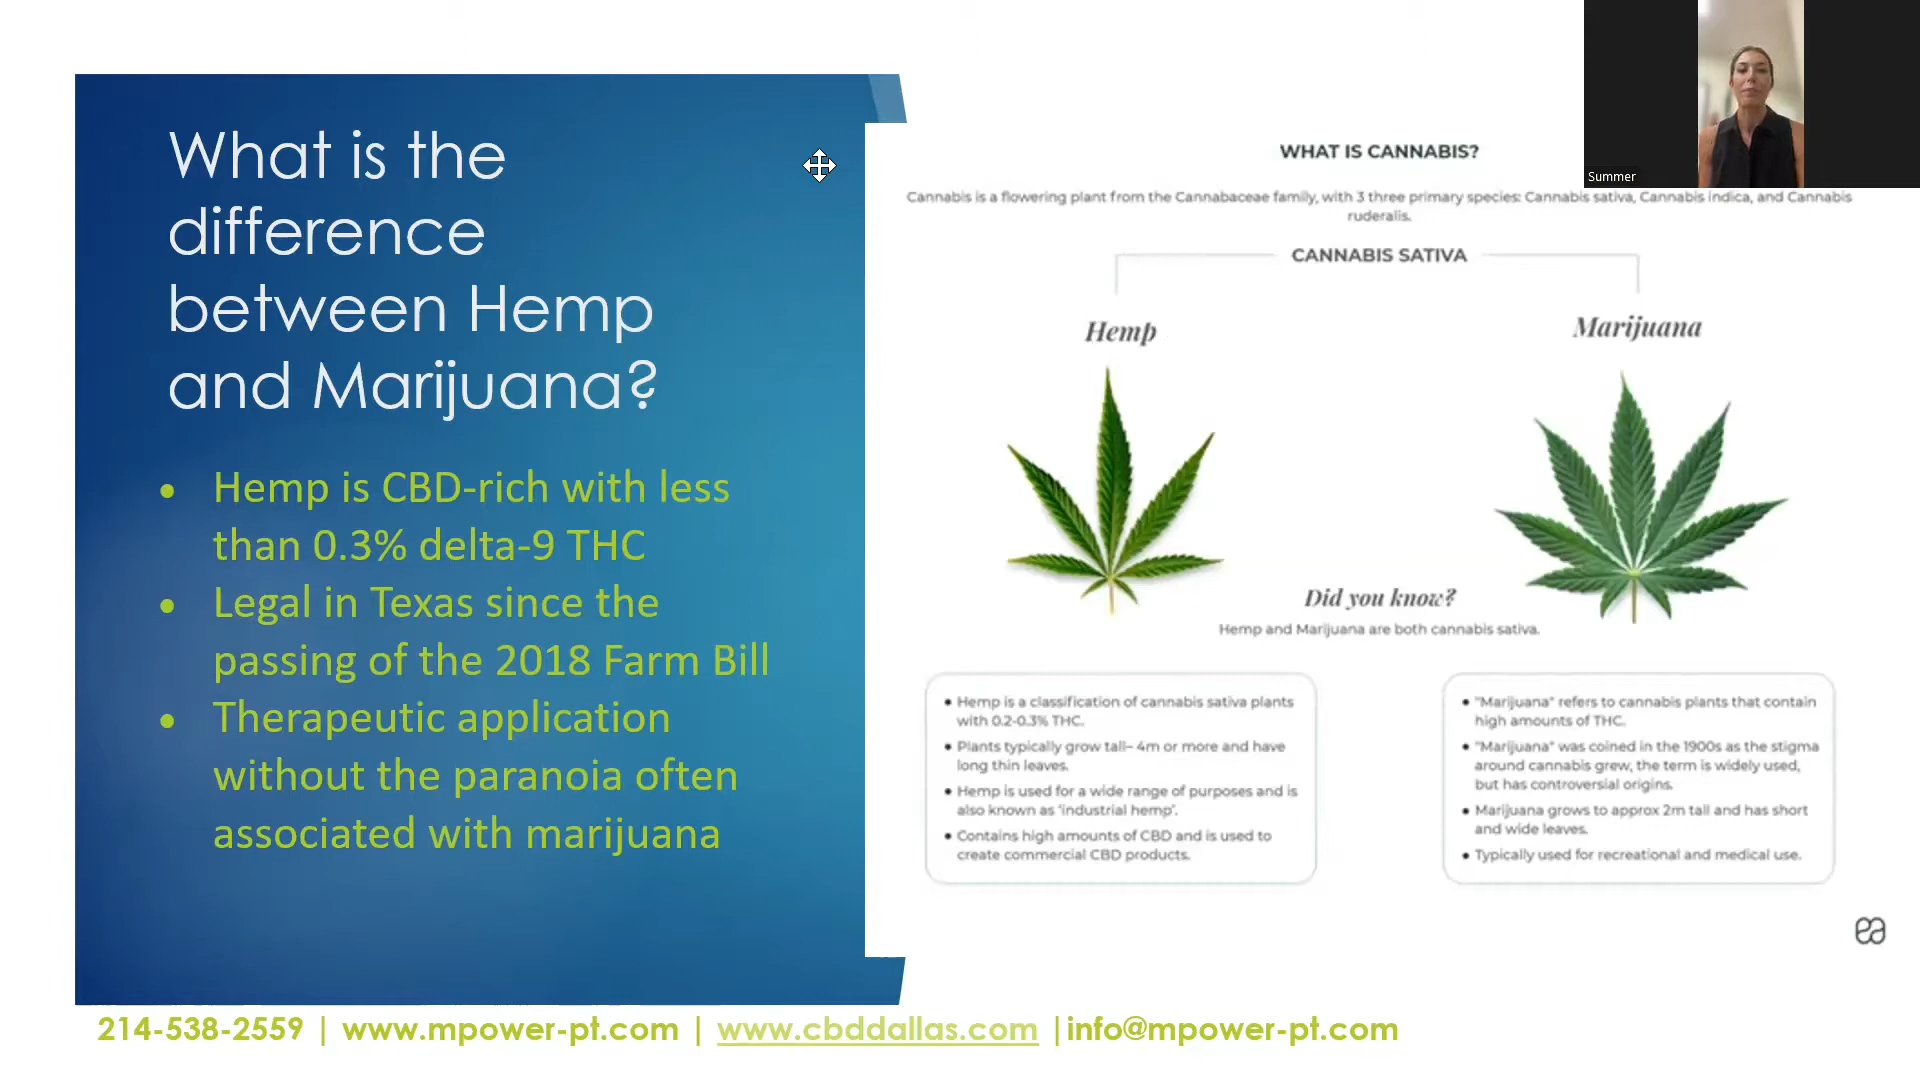 What is the
difference
between Hemp
and Marijuana?
• Hemp is CBD-rich with less
than 0.3% delta-9 THC
• Legal in Texas since the
passing of the 2018 Farm Bill
• Therapeutic application
without the paranoia often
associated with marijuana
WHAT IS CANNABIS?
Cannabis is a flowering plant from the Cannabaceae family, with 3 three primary species: Cannabis sativa, Cannabis indica, and Cannabis
ruderalis.
CANNABIS SATIVA
Hemp
Marijuana
Did you know?
Hemp and Marijuana are both cannabis sativa.
• Hemp is a classification of cannabis sativa plants
with 0.2-0.3% THC.
• Plants typically grow tall– 4m or more and have
long thin leaves.
• Hemp is used for a wide range of purposes and is
also known as 'industrial hemp'.
• Contains high amounts of CBD and is used to
create commercial CBD products.
• "Marijuana" refers to cannabis plants that contain
high amounts of THC.
• "Marijuana" was coined in the 1900s as the stigma
around cannabis grew, the term is widely used,
but has controversial origins.
• Marijuana grows to approx 2m tall and has short
and wide leaves.
• Typically used for recreational and medical use.
Summer
214-538-2559 | www.mpower-pt.com | www.cbddallas.com |info@mpower-pt.com